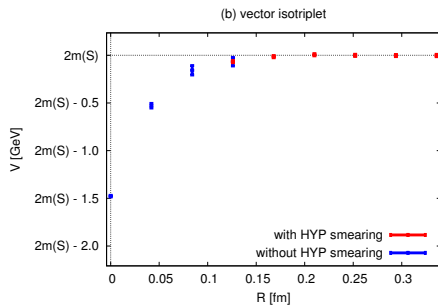 (b) vector isotriplet
V [GeV]
2m(S)
2m(S) - 0.5
2m(S) - 1.0
2m(S) - 1.5
2m(S) - 2.0
with HYP smearing
without HYP smearing
0 0.05 0.1 0.15 0.2 0.25 0.3
R [fm]